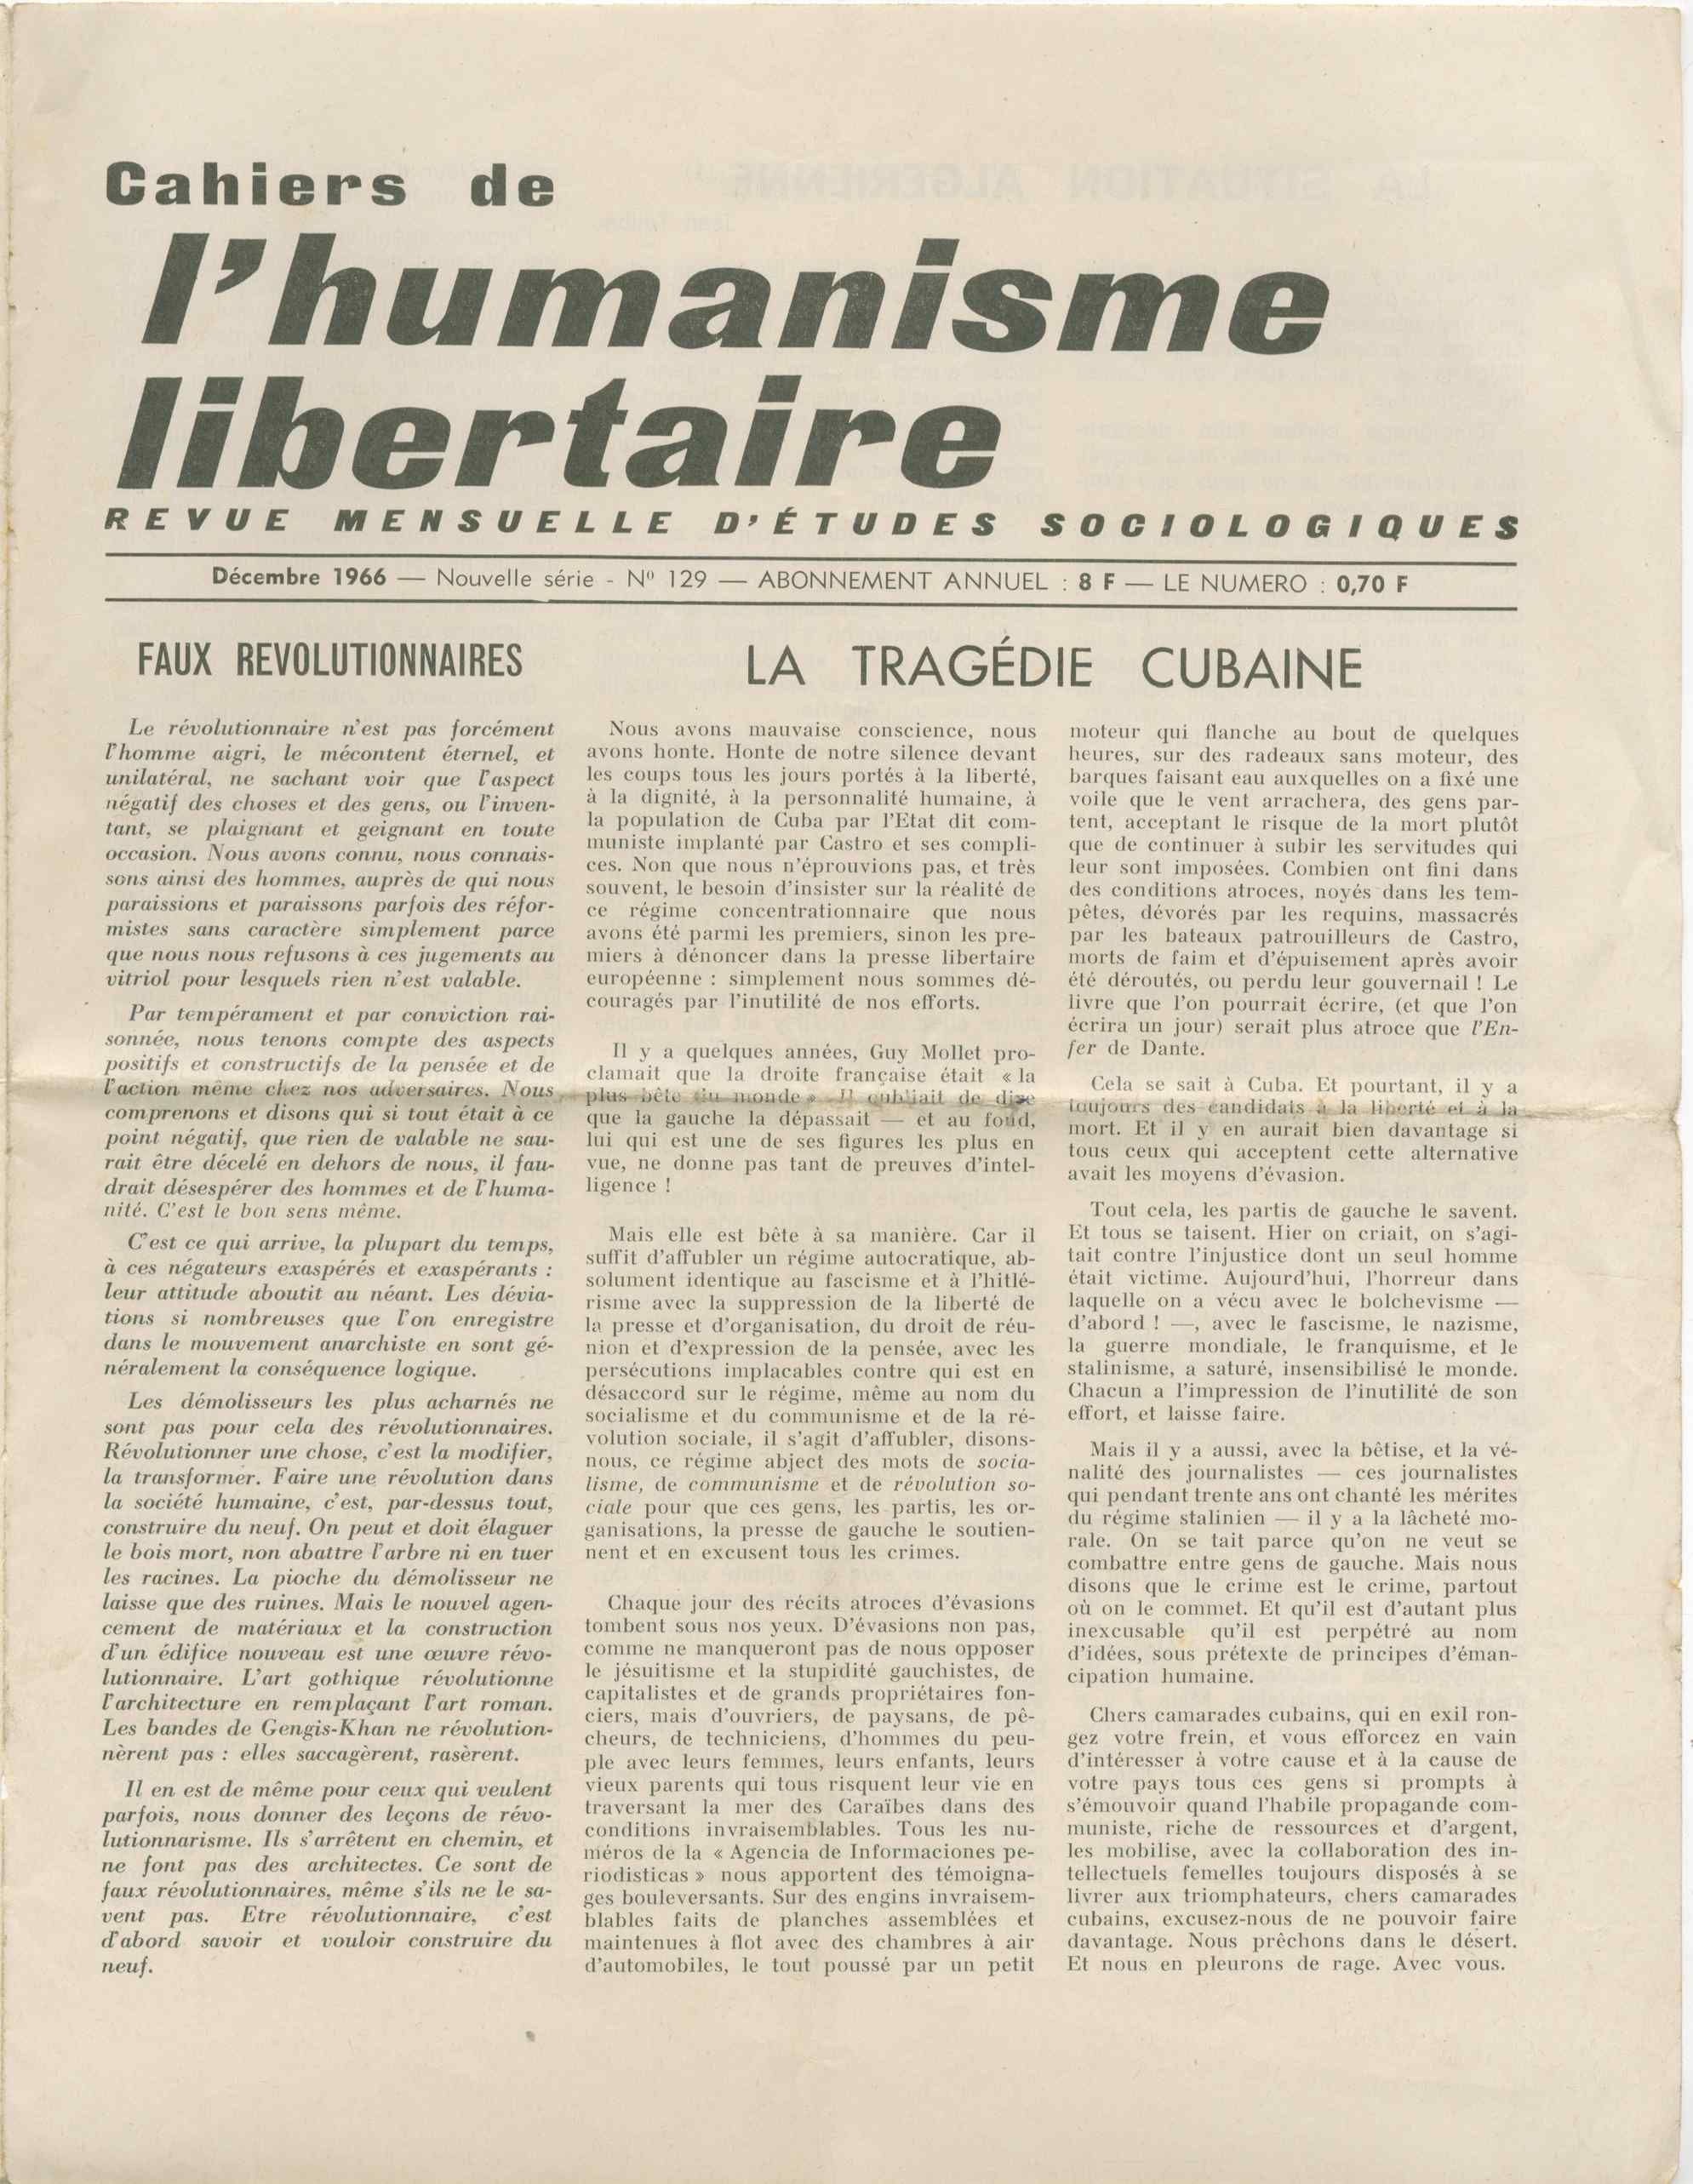 Cahiers de
l'humanisme
libertaire
REVUE MENSUELLE D'ÉTUDES SOCIOLOGIQUES
Décembre 1966 — Nouvelle série - Nº 129 — ABONNEMENT ANNUEL : 8 F — LE NUMERO : 0,70 F
FAUX REVOLUTIONNAIRES
Le révolutionnaire n'est pas forcément
l'homme aigri, le mécontent éternel, et
unilatéral, ne sachant voir que l'aspect
négatif des choses et des gens, ou l'inven-
tant, se plaignant et geignant en toute
occasion. Nous avons connu, nous connais-
sons ainsi des hommes, auprès de qui nous
paraissions et paraissons parfois des réfor-
mistes sans caractère simplement parce
que nous nous refusons à ces jugements au
vitriol pour lesquels rien n'est valable.
Par tempérament et par conviction rai-
sonnée, nous tenons compte des aspects
positifs et constructifs de la pensée et de
l'action même chez nos adversaires. Nous
comprenons et disons qui si tout était à ce
point négatif, que rien de valable ne sau-
rait être décelé en dehors de nous, il fau-
drait désespérer des hommes et de l'huma-
nité. C'est le bon sens même.
C'est ce qui arrive, la plupart du temps,
à ces négateurs exaspérés et exaspérants :
leur attitude aboutit au néant. Les dévia-
tions si nombreuses que l'on enregistre
dans le mouvement anarchiste en sont gé-
néralement la conséquence logique.
Les démolisseurs les plus acharnés ne
sont pas pour cela des révolutionnaires.
Révolutionner une chose, c'est la modifier,
la transformer. Faire une révolution dans
la société humaine, c'est, par-dessus tout,
construire du neuf. On peut et doit élaguer
le bois mort, non abattre l'arbre ni en tuer
les racines. La pioche du démolisseur ne
laisse que des ruines. Mais le nouvel agen-
cement de matériaux et la construction
d'un édifice nouveau est une œuvre révo-
lutionnaire. L'art gothique révolutionne
l'architecture en remplaçant l'art roman.
Les bandes de Gengis-Khan ne révolution-
nèrent pas : elles saccagèrent, rasèrent.
Il en est de même pour ceux qui veulent
parfois, nous donner des leçons de révo-
lutionnarisme. Ils s'arrêtent en chemin, et
ne font pas des architectes. Ce sont de
faux révolutionnaires, même s'ils ne le sa-
vent pas. Etre révolutionnaire, c'est
d'abord savoir et vouloir construire du
neuf.
LA TRAGÉDIE CUBAINE
Nous avons mauvaise conscience, nous
avons honte. Honte de notre silence devant
les coups tous les jours portés à la liberté,
à la dignité, à la personnalité humaine, à
la population de Cuba par l'Etat dit com-
muniste implanté par Castro et ses compli-
ces. Non que nous n'éprouvions pas, et très
souvent, le besoin d'insister sur la réalité de
ce régime concentrationnaire que nous
avons été parmi les premiers, sinon les pre-
miers à dénoncer dans la presse libertaire
européenne : simplement nous sommes dé-
couragés par l'inutilité de nos efforts.
Il y a quelques années, Guy Mollet pro-
clamait que la droite française était « la
plus bête du monde ». Il oubliait de dire
que la gauche la dépassait — et au fond,
lui qui est une de ses figures les plus en
vue, ne donne pas tant de preuves d'intel-
ligence !
Mais elle est bête à sa manière. Car il
suffit d'affubler un régime autocratique, ab-
solument identique au fascisme et à l'hitlé-
risme avec la suppression de la liberté de
la presse et d'organisation, du droit de réu-
nion et d'expression de la pensée, avec les
persécutions implacables contre qui est en
désaccord sur le régime, même au nom du
socialisme et du communisme et de la ré-
volution sociale, il s'agit d'affubler, disons-
nous, ce régime abject des mots de socia-
lisme, de communisme et de révolution so-
ciale pour que ces gens, les partis, les or-
ganisations, la presse de gauche le soutien-
nent et en excusent tous les crimes.
Chaque jour des récits atroces d'évasions
tombent sous nos yeux. D'évasions non pas,
comme ne manqueront pas de nous opposer
le jésuitisme et la stupidité gauchistes, de
capitalistes et de grands propriétaires fon-
ciers, mais d'ouvriers, de paysans, de pê-
cheurs, de techniciens, d'hommes du peu-
ple avec leurs femmes, leurs enfants, leurs
vieux parents qui tous risquent leur vie en
traversant la mer des Caraïbes dans des
conditions invraisemblables. Tous les nu-
méros de la « Agencia de Informaciones pe-
riodisticas » nous apportent des témoigna-
ges bouleversants. Sur des engins invraisem-
blables faits de planches assemblées et
maintenues à flot avec des chambres à air
d'automobiles, le tout poussé par un petit
moteur qui flanche au bout de quelques
heures, sur des radeaux sans moteur, des
barques faisant eau auxquelles on a fixé une
voile que le vent arrachera, des gens par-
tent, acceptant le risque de la mort plutôt
que de continuer à subir les servitudes qui
leur sont imposées. Combien ont fini dans
des conditions atroces, noyés dans les tem-
pêtes, dévorés par les requins, massacrés
par les bateaux patrouilleurs de Castro,
morts de faim et d'épuisement après avoir
été déroutés, ou perdu leur gouvernail ! Le
livre que l'on pourrait écrire, (et que l'on
écrira un jour) serait plus atroce que l'En-
fer de Dante.
Cela se sait à Cuba. Et pourtant, il y a
toujours des candidats à la liberté et à la
mort. Et il y en aurait bien davantage si
tous ceux qui acceptent cette alternative
avait les moyens d'évasion.
Tout cela, les partis de gauche le savent.
Et tous se taisent. Hier on criait, on s'agi-
tait contre l'injustice dont un seul homme
était victime. Aujourd'hui, l'horreur dans
laquelle on a vécu avec le bolchevisme —
d'abord ! —, avec le fascisme, le nazisme,
la guerre mondiale, le franquisme, et le
stalinisme, a saturé, insensibilisé le monde.
Chacun a l'impression de l'inutilité de son
effort, et laisse faire.
Mais il y a aussi, avec la bêtise, et la vé-
nalité des journalistes — ces journalistes
qui pendant trente ans ont chanté les mérites
du régime stalinien — il y a la lâcheté mo-
rale. On se tait parce qu'on ne veut se
combattre entre gens de gauche. Mais nous
disons que le crime est le crime, partout
où on le commet. Et qu'il est d'autant plus
inexcusable qu'il est perpétré au nom
d'idées, sous prétexte de principes d'éman-
cipation humaine.
Chers camarades cubains, qui en exil ron-
gez votre frein, et vous efforcez en vain
d'intéresser à votre cause et à la cause de
votre pays tous ces gens si prompts à
s'émouvoir quand l'habile propagande com-
muniste, riche de ressources et d'argent,
les mobilise, avec la collaboration des in-
tellectuels femelles toujours disposés à se
livrer aux triomphateurs, chers camarades
cubains, excusez-nous de ne pouvoir faire
davantage. Nous prêchons dans le désert.
Et nous en pleurons de rage. Avec vous.